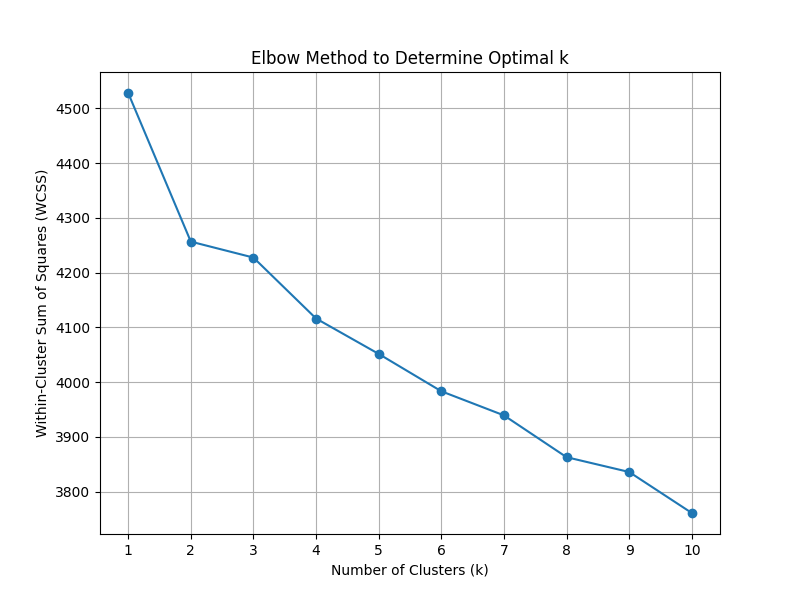 Elbow Method to Determine Optimal k
Within-Cluster Sum of Squares (WCSS)
4500
4400
4300
4200
4100
4000
3900
3800
1 2 3 4 5 6 7 8 9 10
Number of Clusters (k)